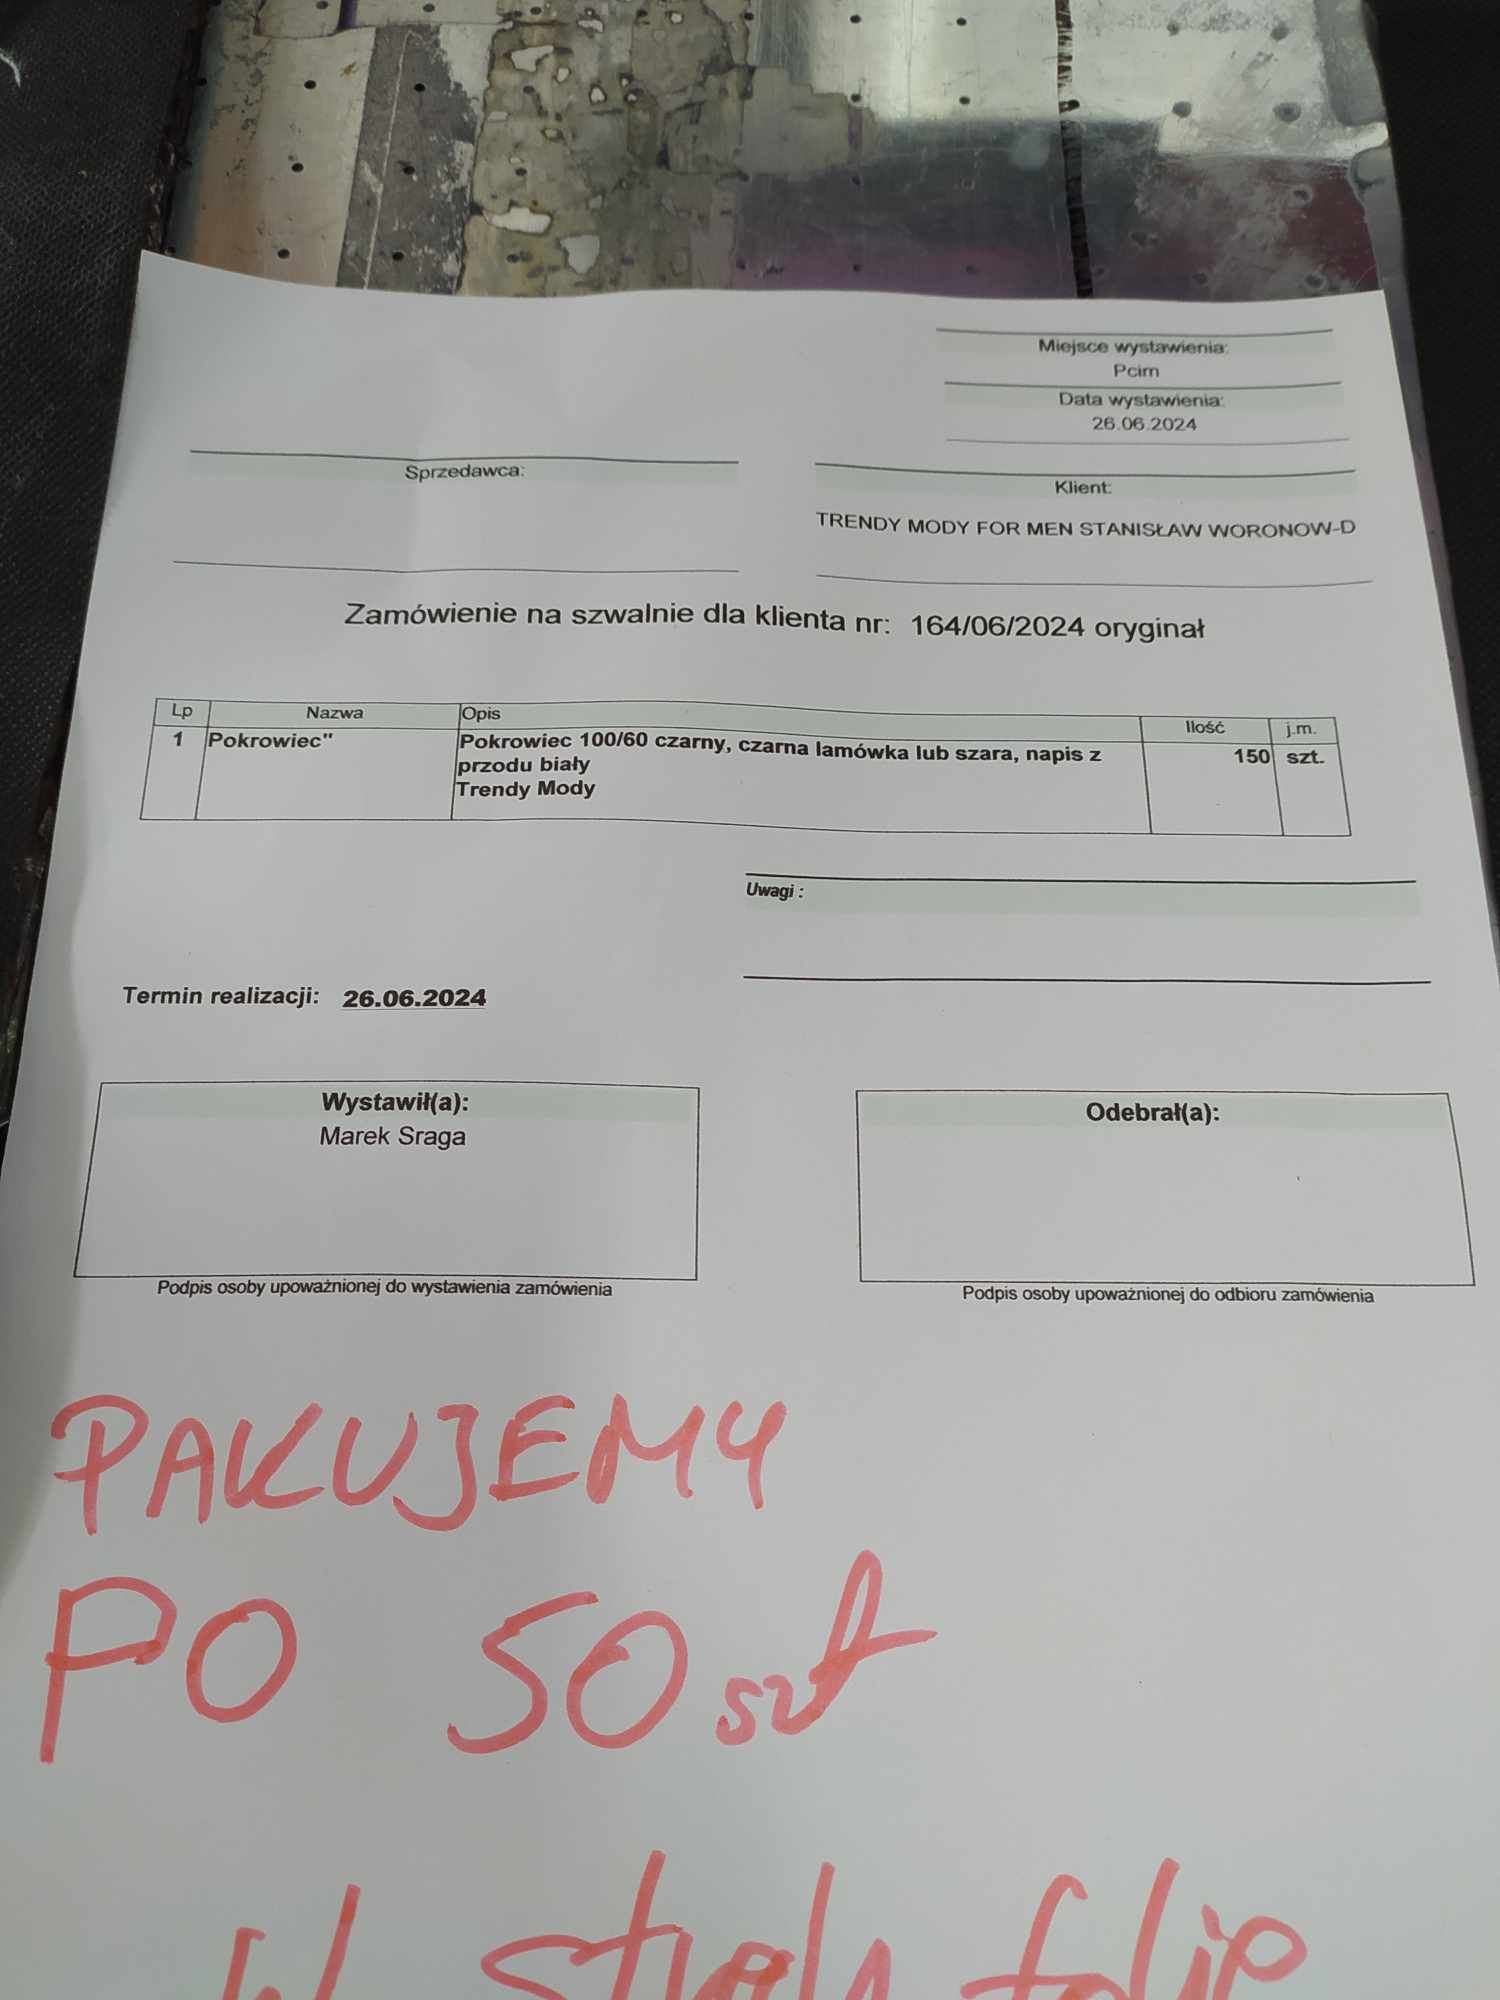 Miejsce wystawienia:
Pcim
Data wystawienia:
26.06.2024
Sprzedawca:
Klient:
TRENDY MODY FOR MEN STANISŁAW WORONOW-D
Zamówienie na szwalnie dla klienta nr: 164/06/2024 oryginał
Lp Nazwa Opis Ilość j.m.
1 Pokrowiec" Pokrowiec 100/60 czarny, czarna lamówka lub szara, napis z 150 szt.
przodu biały
Trendy Mody
Uwagi :
Termin realizacji: 26.06.2024
Wystawił(a):
Marek Sraga
Odebrał(a):
Podpis osoby upoważnionej do wystawienia zamówienia
Podpis osoby upoważnionej do odbioru zamówienia
PAKUJEMY
PO 50 szt
W folie